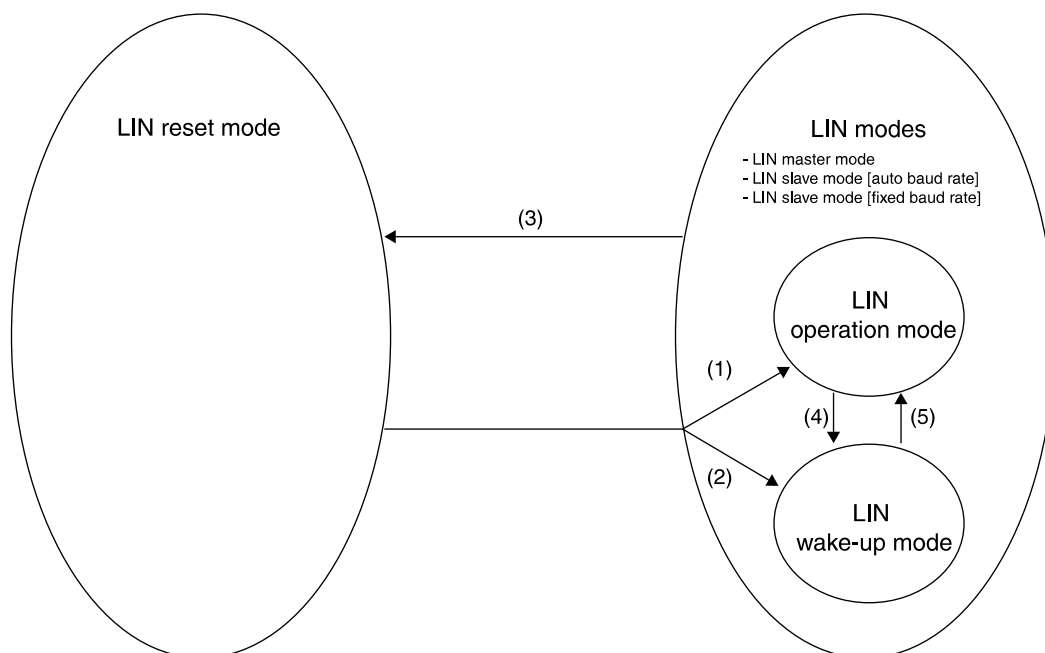 LIN reset mode
LIN modes
- LIN master mode
- LIN slave mode [auto baud rate]
- LIN slave mode [fixed baud rate]
(3)
LIN
operation mode
(1)
(4)
(5)
(2)
LIN
wake-up mode